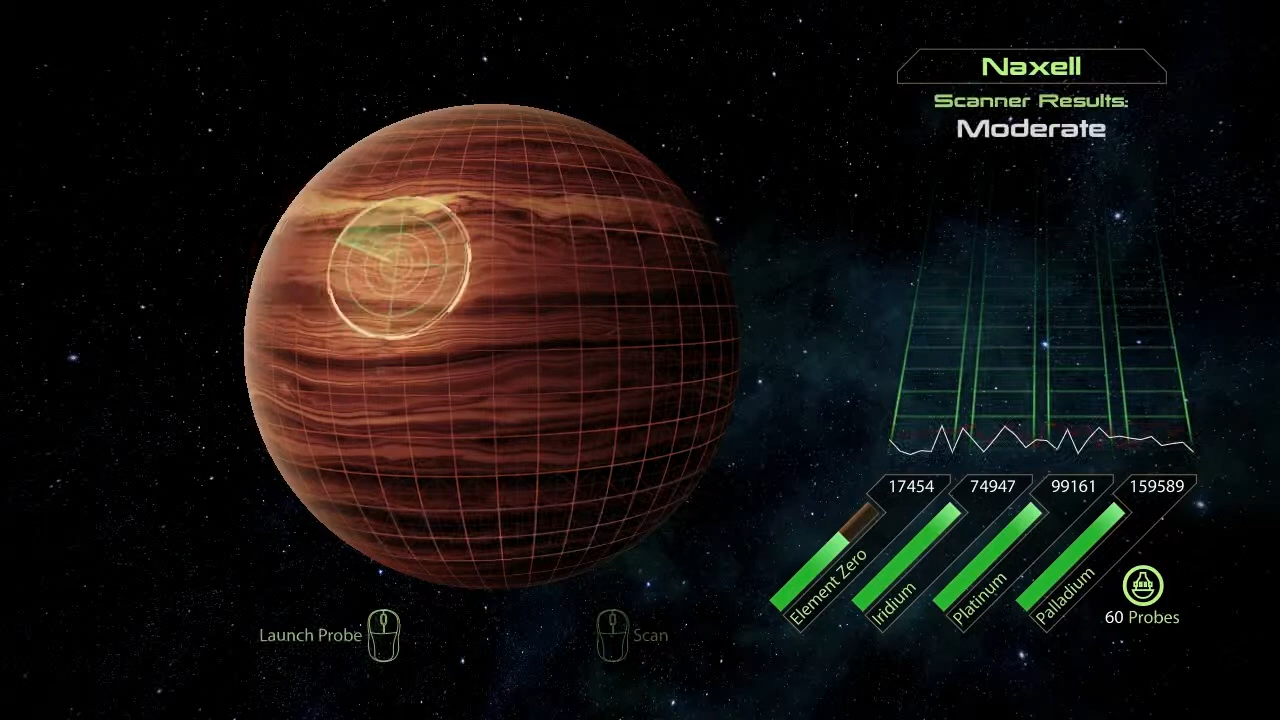 Naxell
Scanner Results:
Moderate
17454 74947 99161 159589
Element Zero Iridium Platinum Palladium
60 Probes
Launch Probe Scan